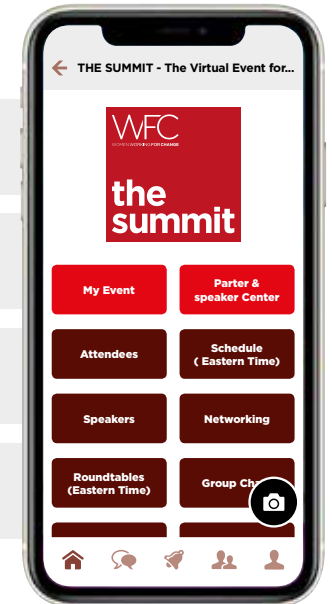 THE SUMMIT - The Virtual Event for...
WFC
WOMEN WORKING FOR CHANGE
the
summit
My Event
Parter &
speaker Center
Attendees
Schedule
( Eastern Time)
Speakers
Networking
Roundtables
(Eastern Time)
Group